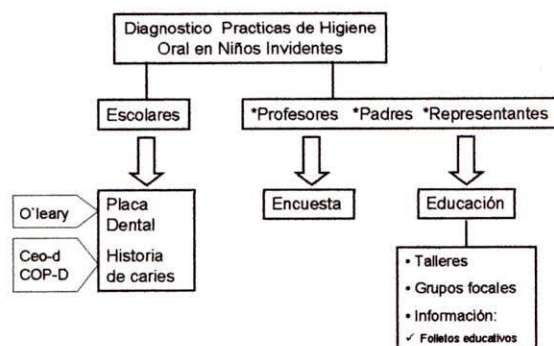 Diagnostico Practicas de Higiene
Oral en Niños Invidentes
Escolares
*Profesores *Padres *Representantes
O`leary
Placa
Dental
Ceo-d
COP-D
Historia
de caries
Encuesta
Educación
• Talleres
• Grupos focales
• Información:
✓ Folletos educativos